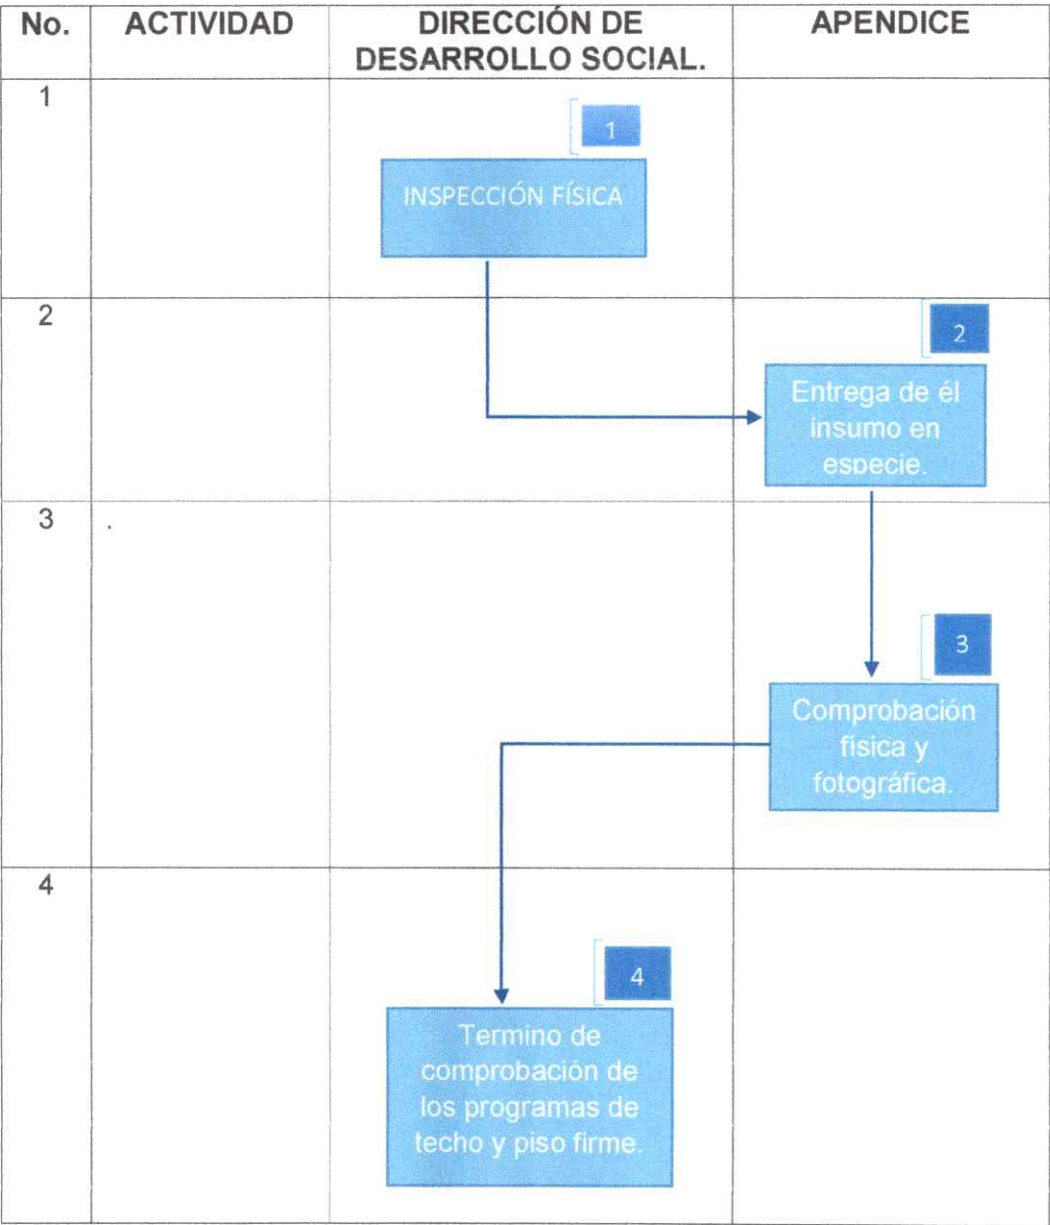 No.
ACTIVIDAD
DIRECCIÓN DE
DESARROLLO SOCIAL.
APENDICE
1
1
INSPECCIÓN FÍSICA
2
2
Entrega de él
insumo en
especie.
3
.
3
Comprobación
física y
fotográfica.
4
4
Termino de
comprobación de
los programas de
techo y piso firme.